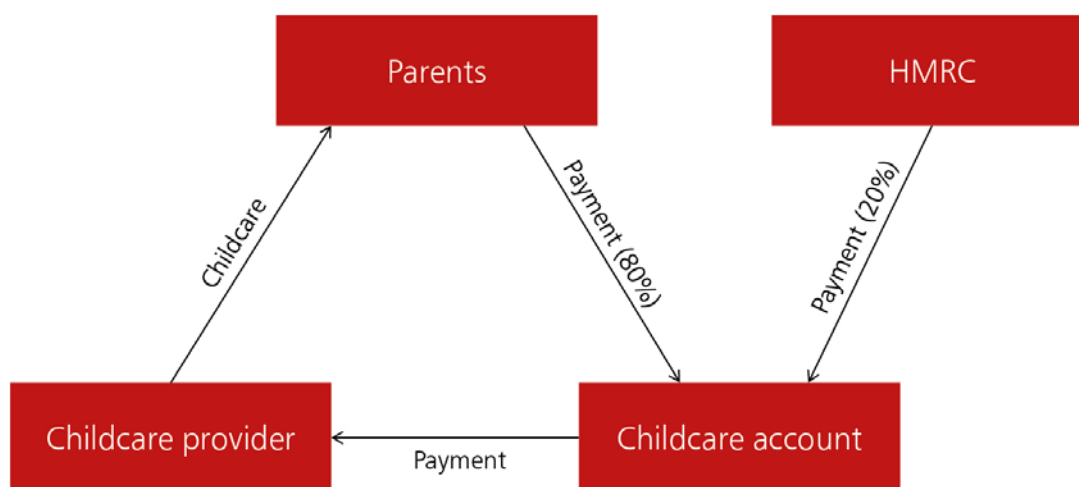 Parents
HMRC
Childcare
Payment (80%)
Payment (20%)
Childcare provider
Payment
Childcare account